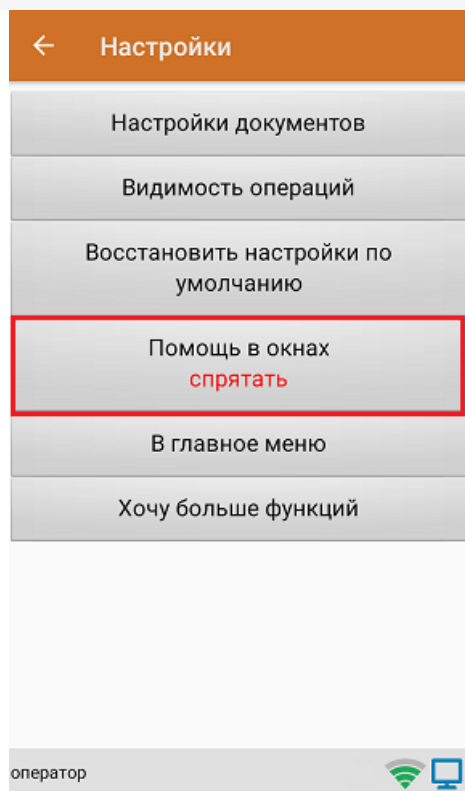 Настройки
Настройки документов
Видимость операций
Восстановить настройки по
умолчанию
Помощь в окнах
спрятать
В главное меню
Хочу больше функций
оператор